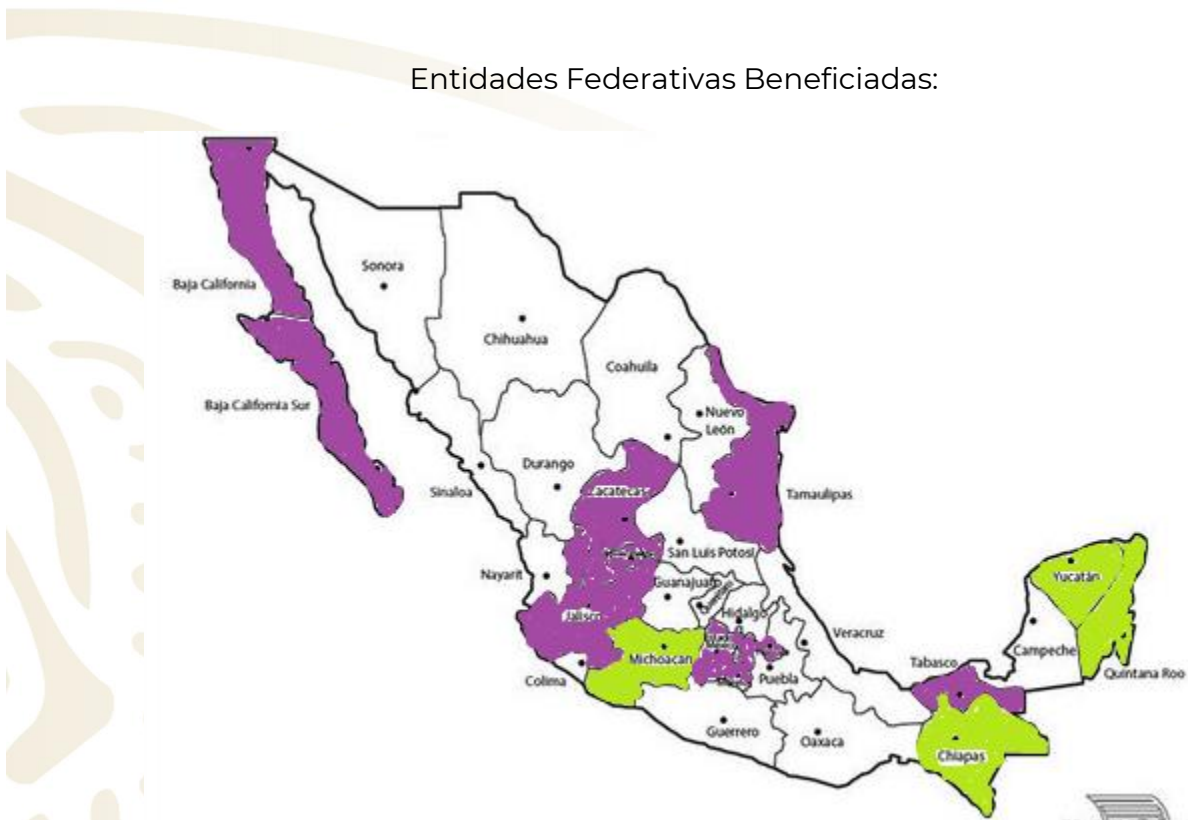 Entidades Federativas Beneficiadas:
Sonora
Baja California
Chihuahua
Coahuila
Baja California Sur
Nuevo
León
Durango
Sinaloa
Zacatecas
Tamaulipas
San Luis Potosí
Nayarit
Guanajuato
Yucatán
Jalisco
Hidalgo
Veracruz
Michoacán
Campeche
Tabasco
Colima
Puebla
Quintana Roo
Guerrero
Oaxaca
Chiapas